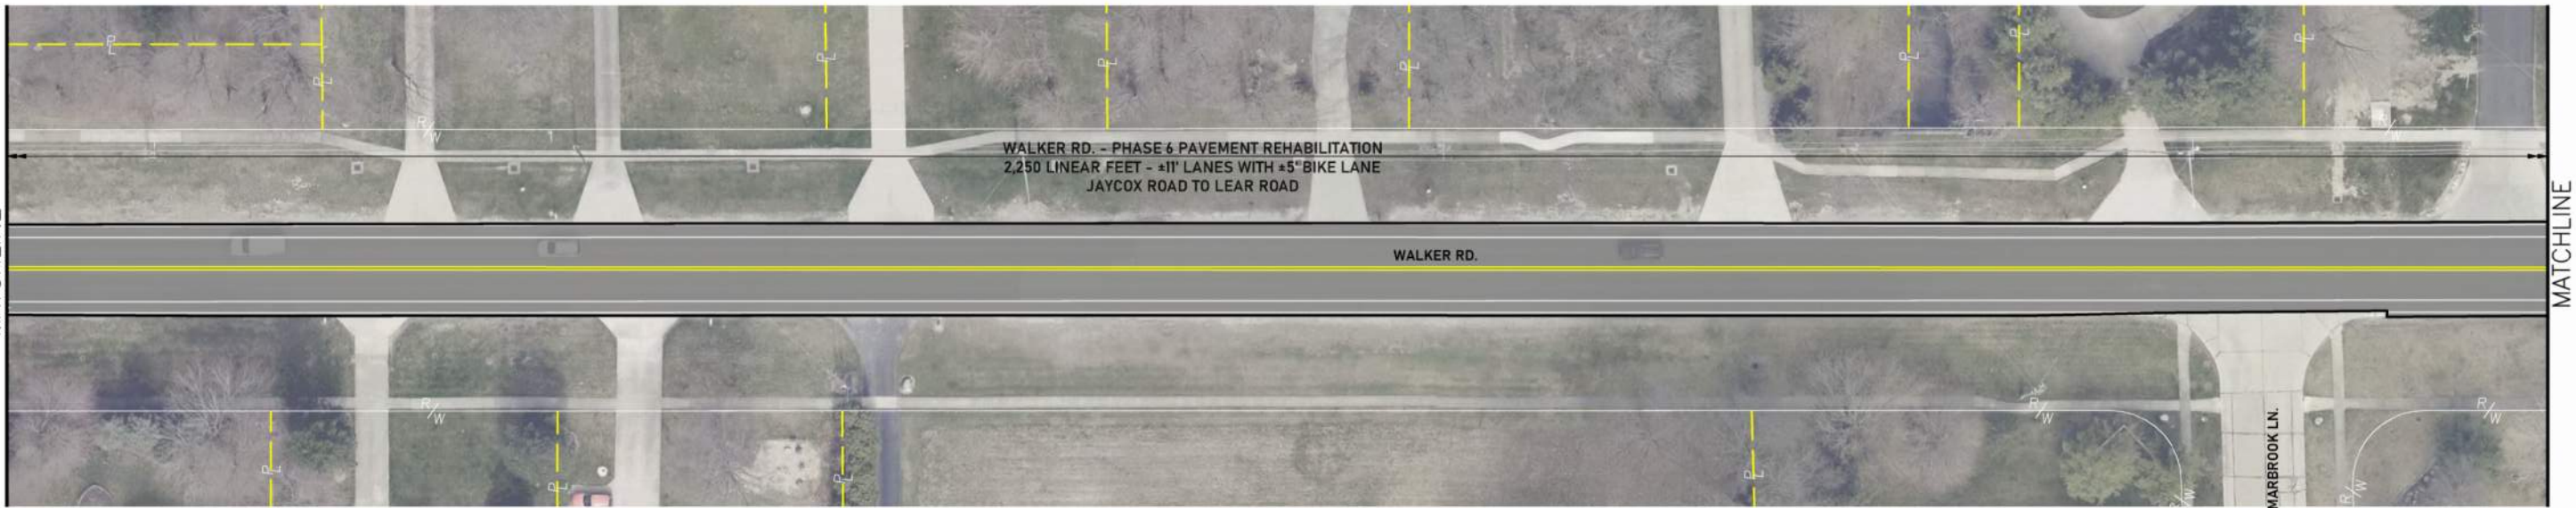 P L
P L
P L
P L
P L
P L
P L
P L
R/W
R/W
WALKER RD. - PHASE 6 PAVEMENT REHABILITATION
2,250 LINEAR FEET - ±11' LANES WITH ±5' BIKE LANE
JAYCOX ROAD TO LEAR ROAD
MATCHLINE
WALKER RD.
R/W
R/W
R/W
P L
P L
P L
P L
R/W
R/W
MARBROOK LN.